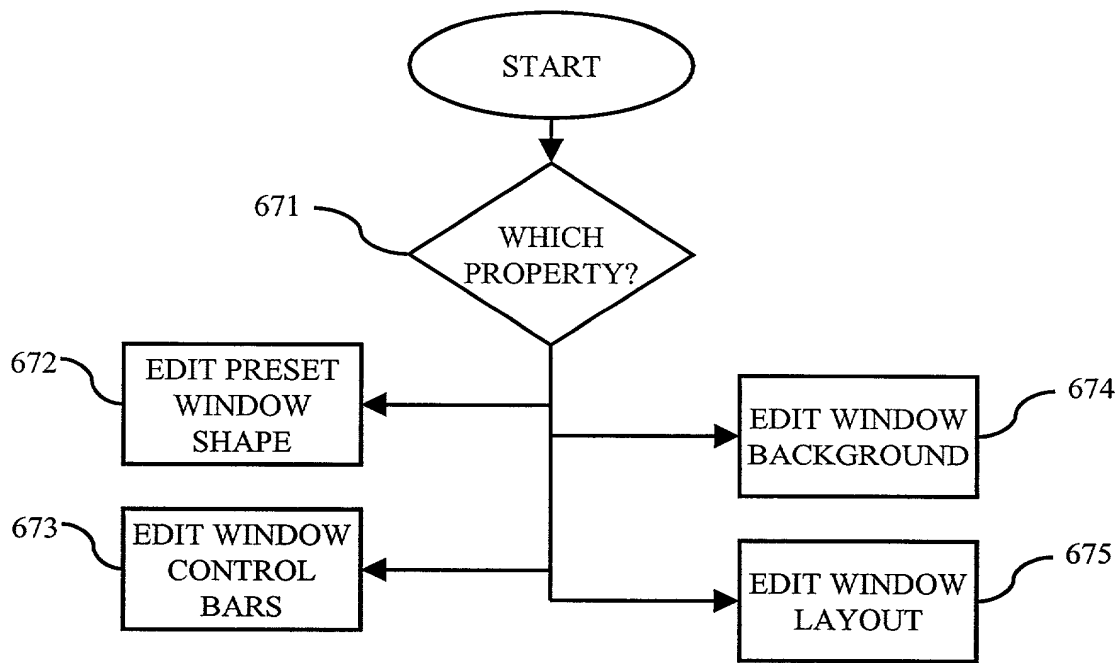 START
671
WHICH
PROPERTY?
672
EDIT PRESET
WINDOW
SHAPE
674
EDIT WINDOW
BACKGROUND
673
EDIT WINDOW
CONTROL
BARS
675
EDIT WINDOW
LAYOUT